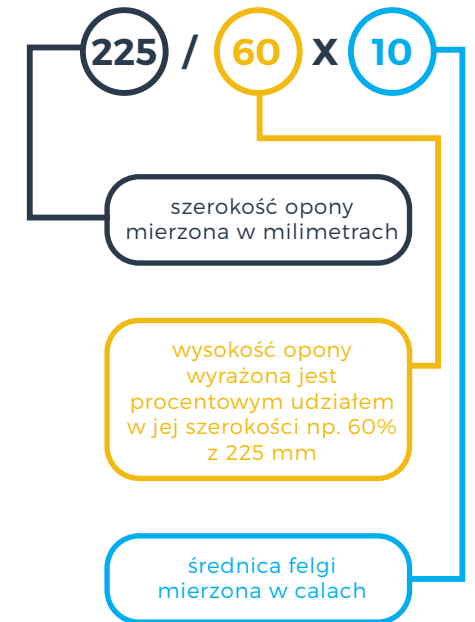 225 / 60 X 10
szerokość opony
mierzona w milimetrach
wysokość opony
wyrażona jest
procentowym udziałem
w jej szerokości np. 60%
z 225 mm
średnica felgi
mierzona w calach